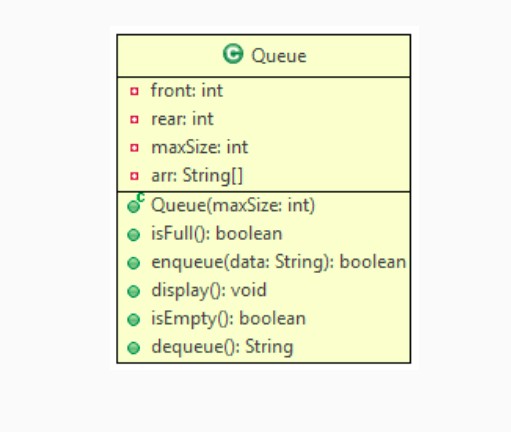 C Queue
front: int
rear: int
maxSize: int
arr: String[]
C Queue(maxSize: int)
isFull(): boolean
enqueue(data: String): boolean
display(): void
isEmpty(): boolean
dequeue(): String